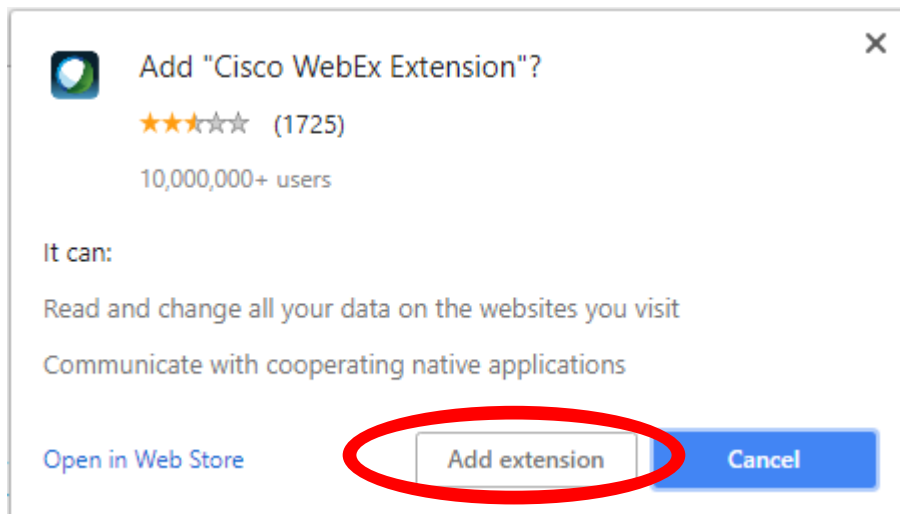 Add "Cisco WebEx Extension"?
(1725)
10,000,000+ users
It can:
Read and change all your data on the websites you visit
Communicate with cooperating native applications
Open in Web Store Add extension Cancel